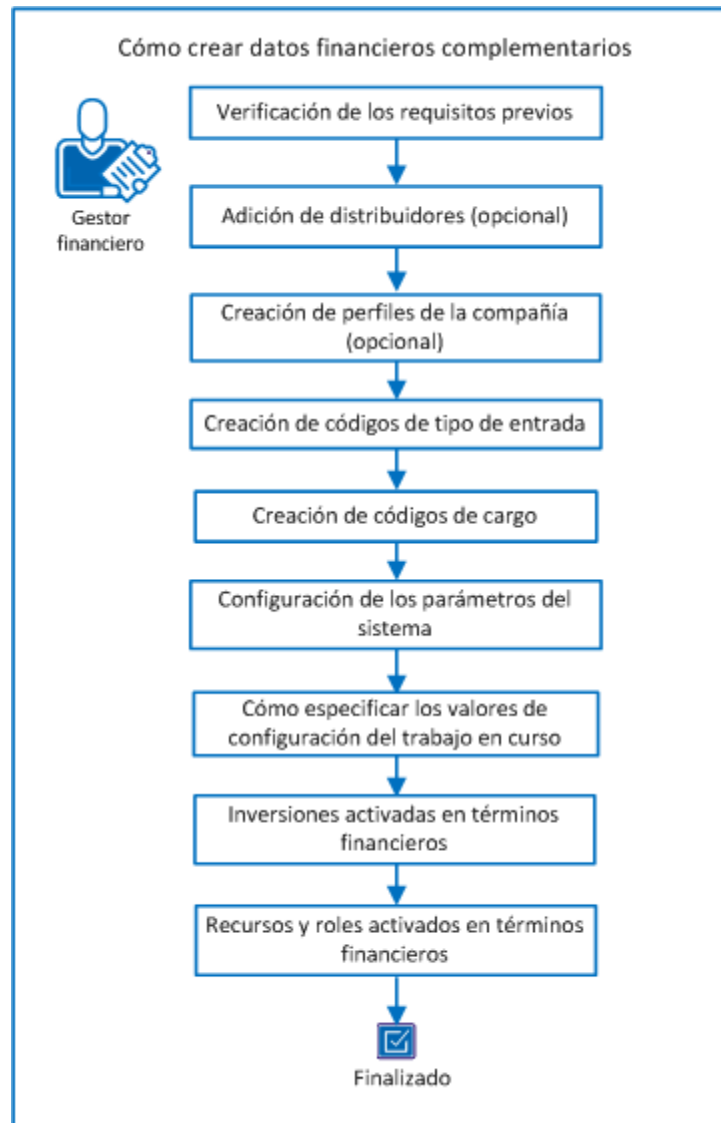 Cómo crear datos financieros complementarios
Verificación de los requisitos previos
Gestor
financiero
Adición de distribuidores (opcional)
Creación de perfiles de la compañía
(opcional)
Creación de códigos de tipo de entrada
Creación de códigos de cargo
Configuración de los parámetros del
sistema
Cómo especificar los valores de
configuración del trabajo en curso
Inversiones activadas en términos
financieros
Recursos y roles activados en términos
financieros
Finalizado